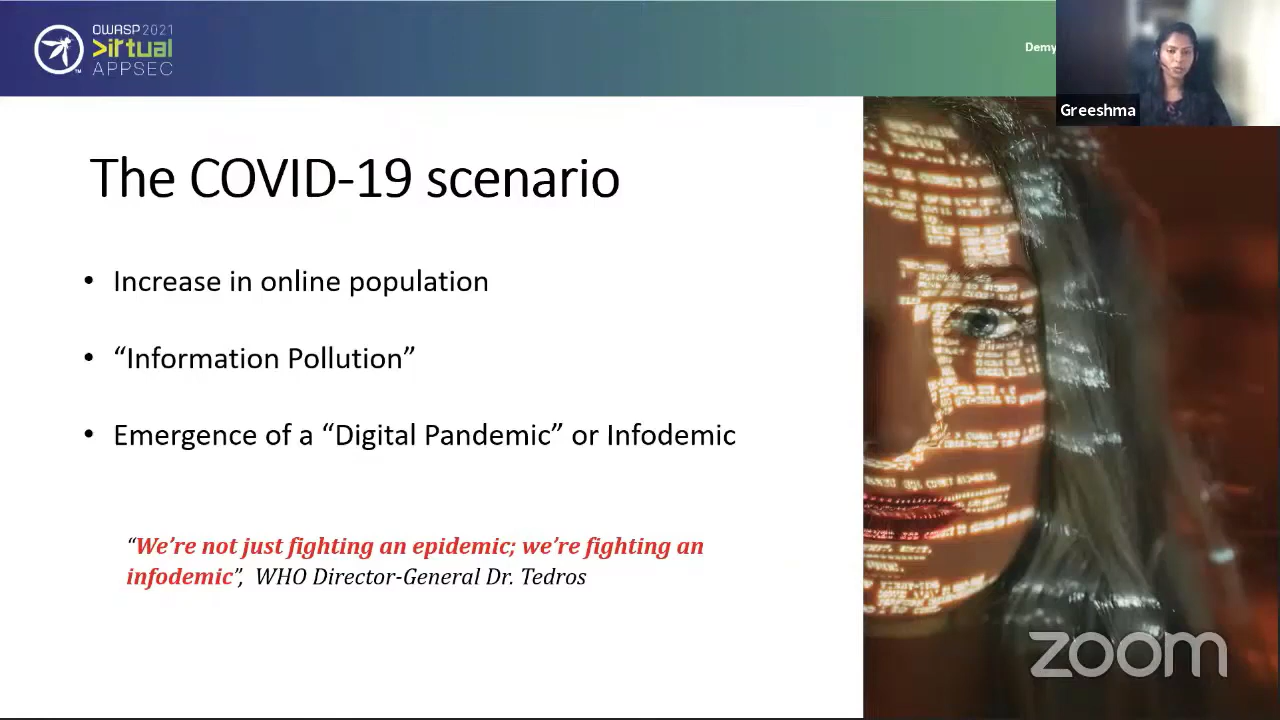 OWASP 2021
Virtual
APPSEC
Demy
Greeshma
The COVID-19 scenario
• Increase in online population
• “Information Pollution”
• Emergence of a “Digital Pandemic” or Infodemic
“We’re not just fighting an epidemic; we’re fighting an
infodemic”, WHO Director-General Dr. Tedros
zoom